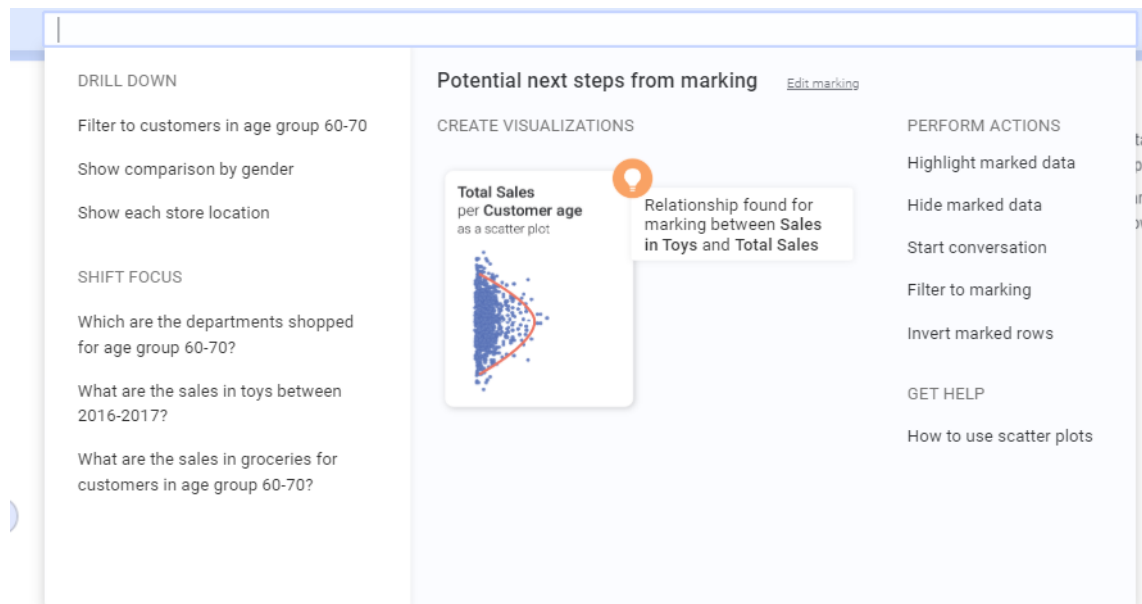 DRILL DOWN
Filter to customers in age group 60-70
Show comparison by gender
Show each store location
SHIFT FOCUS
Which are the departments shopped
for age group 60-70?
What are the sales in toys between
2016-2017?
What are the sales in groceries for
customers in age group 60-70?
Potential next steps from marking
Edit marking
CREATE VISUALIZATIONS
Total Sales
per Customer age
as a scatter plot
Relationship found for
marking between Sales
in Toys and Total Sales
PERFORM ACTIONS
Highlight marked data
Hide marked data
Start conversation
Filter to marking
Invert marked rows
GET HELP
How to use scatter plots